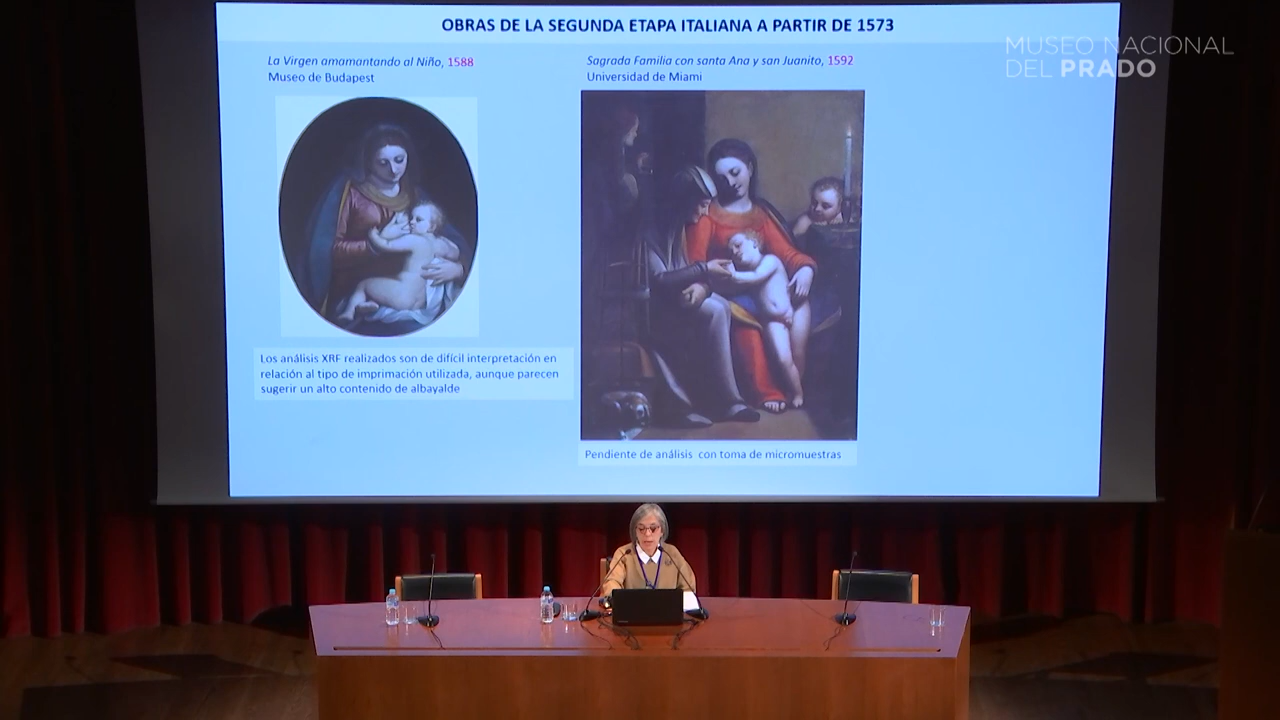 OBRAS DE LA SEGUNDA ETAPA ITALIANA A PARTIR DE 1573
MUSEO NACIONAL
DEL PRADO
La Virgen amamantando al Niño, 1588
Museo de Budapest
Sagrada Familia con santa Ana y san Juanito, 1592
Universidad de Miami
Los análisis XRF realizados son de difícil interpretación en
relación al tipo de imprimación utilizada, aunque parecen
sugerir un alto contenido de albayalde
Pendiente de análisis con toma de micromuestras